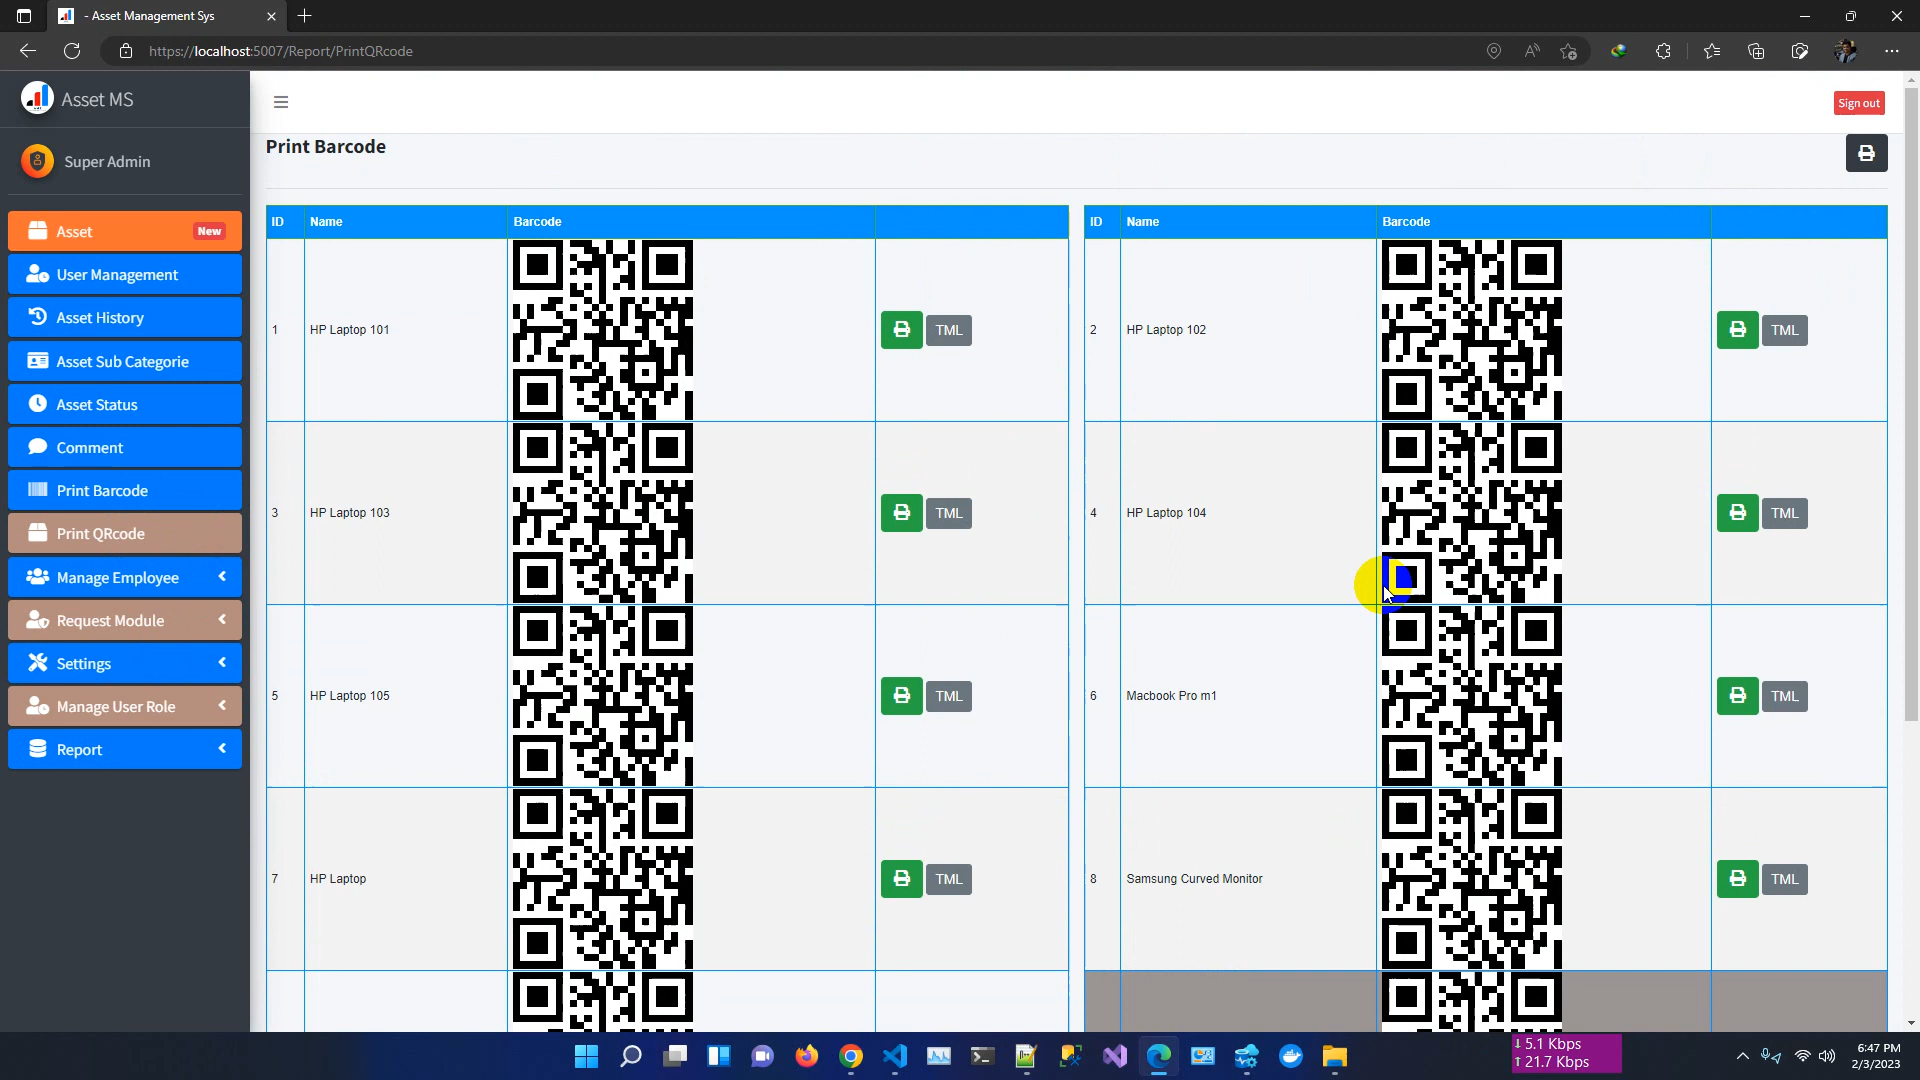 - Asset Management Sys
https://localhost:5007/Report/PrintQRcode
Asset MS
Sign out
Super Admin
Print Barcode
Asset New
User Management
Asset History
Asset Sub Categorie
Asset Status
Comment
Print Barcode
Print QRcode
Manage Employee
Request Module
Settings
Manage User Role
Report
ID Name Barcode ID Name Barcode
1 HP Laptop 101 TML 2 HP Laptop 102 TML
3 HP Laptop 103 TML 4 HP Laptop 104 TML
5 HP Laptop 105 TML 6 Macbook Pro m1 TML
7 HP Laptop TML 8 Samsung Curved Monitor TML
↓ 5.1 Kbps
↑ 21.7 Kbps
6:47 PM
2/3/2023